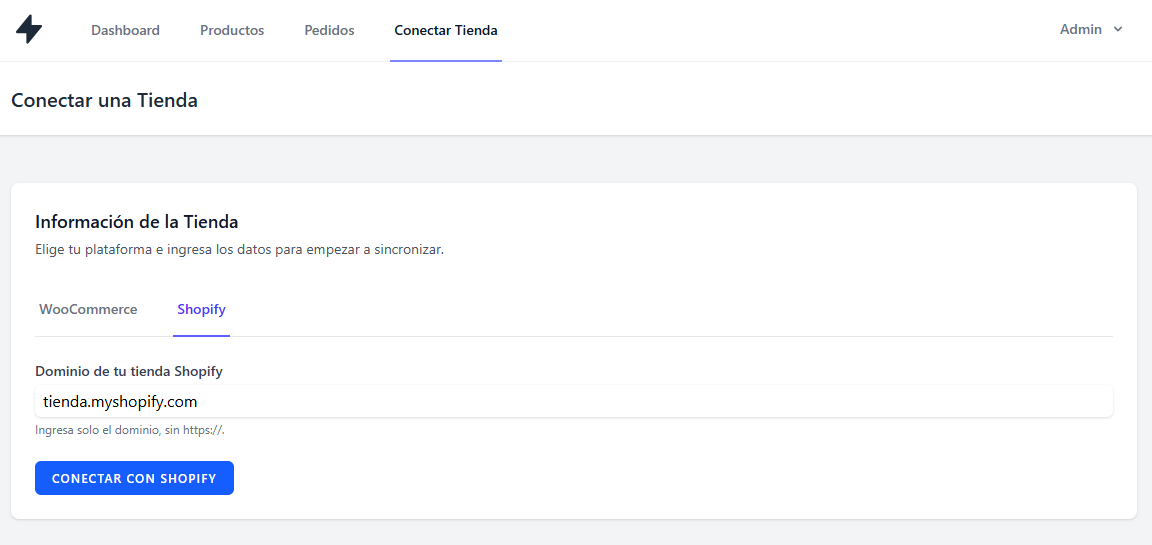 Dashboard Productos Pedidos Conectar Tienda Admin
Conectar una Tienda
Información de la Tienda
Elige tu plataforma e ingresa los datos para empezar a sincronizar.
WooCommerce Shopify
Dominio de tu tienda Shopify
tienda.myshopify.com
Ingresa solo el dominio, sin https://.
CONECTAR CON SHOPIFY